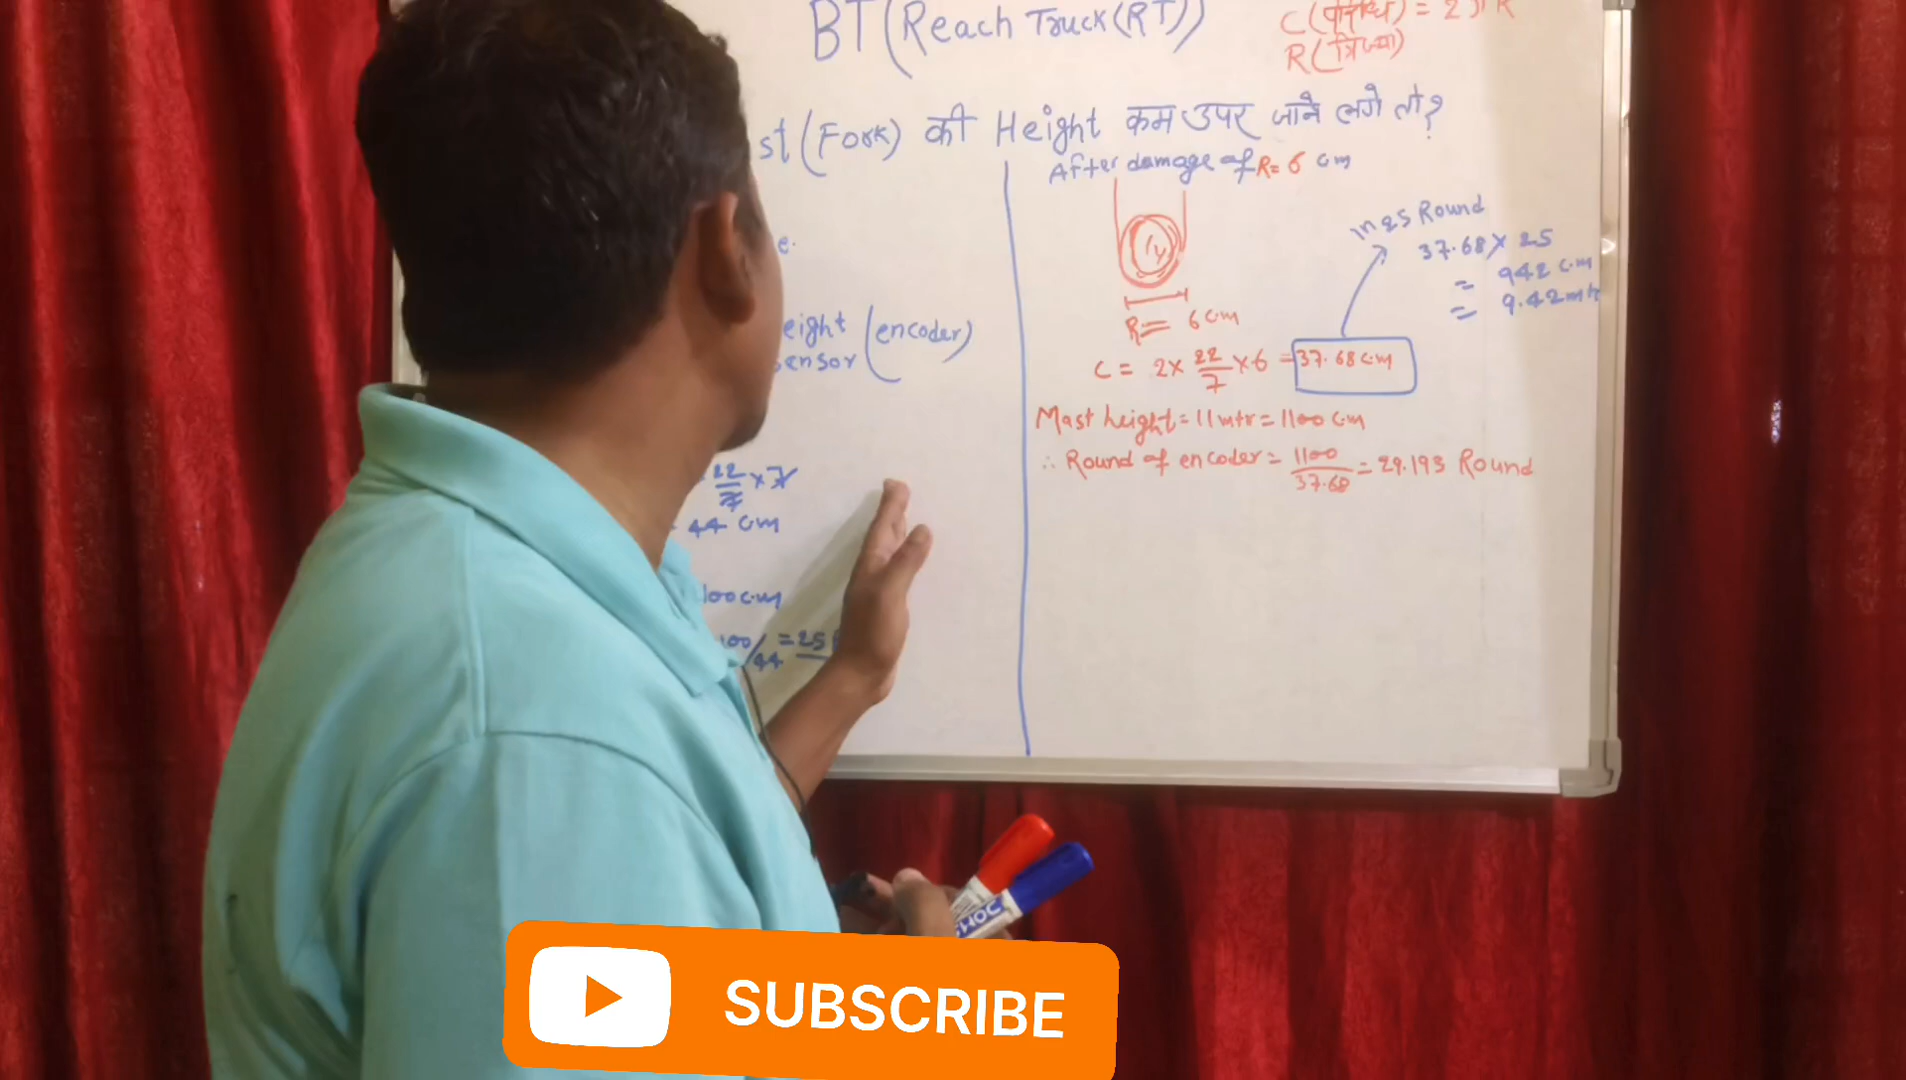 BT (Reach Truck (RT))
C (परिधि) = 2 π R
R (त्रिज्या)
st (Fork) की Height कम उपर जाने लगे तो?
After damage of R= 6 cm
e.
eight (encoder)
ensor
22/7 × 7
44 cm
100 cm
100/44 = 25
R = 6 cm
C = 2 × 22/7 × 6 = 37.68 cm
in 25 Round
37.68 × 25
= 942 cm
= 9.42 mtr
Mast height = 11 mtr = 1100 cm
∴ Round of encoder = 1100/37.68 = 29.193 Round
DOMS
SUBSCRIBE